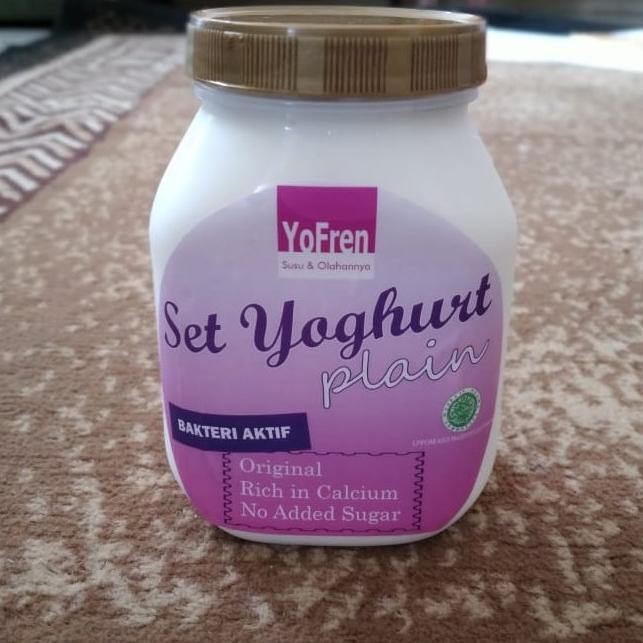 YoFren
Susu & Olahannya
Set Yoghurt
plain
BAKTERI AKTIF
Original
Rich in Calcium
No Added Sugar